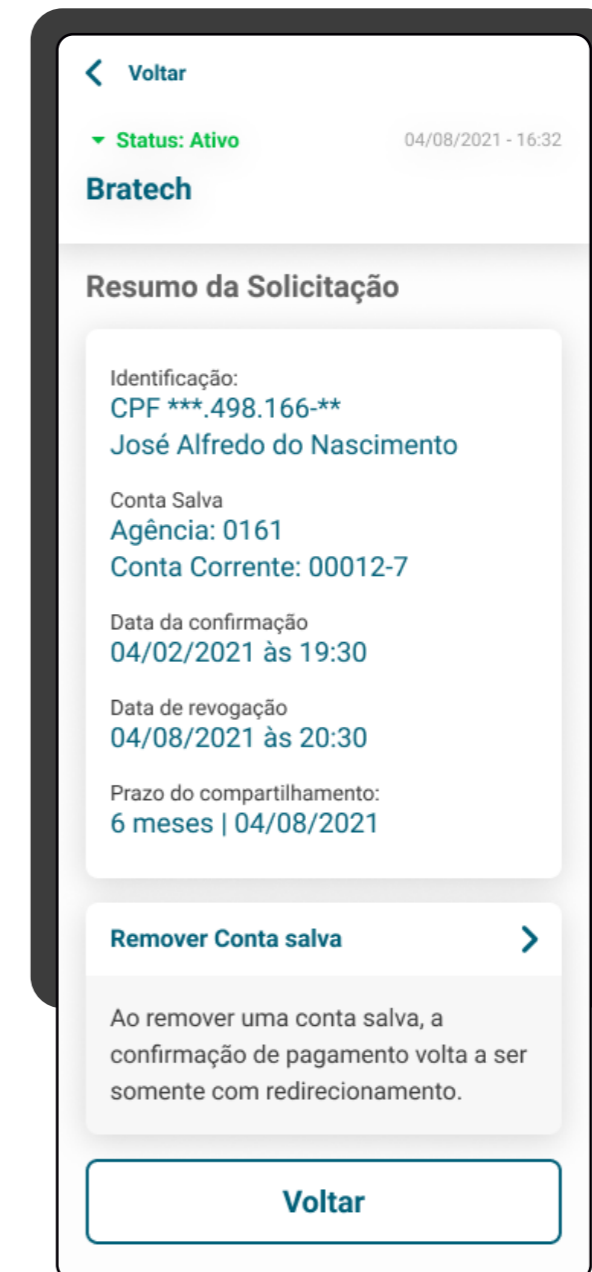 Voltar
Status: Ativo
04/08/2021 - 16:32
Bratech
Resumo da Solicitação
Identificação:
CPF ***.498.166-**
José Alfredo do Nascimento
Conta Salva
Agência: 0161
Conta Corrente: 00012-7
Data da confirmação
04/02/2021 às 19:30
Data de revogação
04/08/2021 às 20:30
Prazo do compartilhamento:
6 meses | 04/08/2021
Remover Conta salva
Ao remover uma conta salva, a
confirmação de pagamento volta a ser
somente com redirecionamento.
Voltar